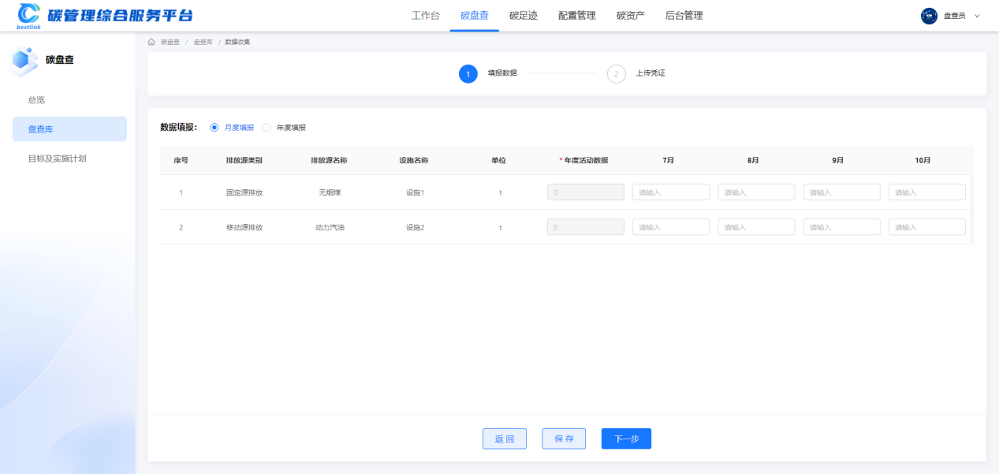 bestlink
碳管理综合服务平台
工作台 碳盘查 碳足迹 配置管理 碳资产 后台管理 盘查员
碳盘查 / 盘查库 / 数据收集
碳盘查
总览
盘查库
目标及实施计划
1 填报数据 2 上传凭证
数据填报: 月度填报 年度填报
序号 排放源类别 排放源名称 设施名称 单位 * 年度活动数据 7月 8月 9月 10月
1 固定源排放 无烟煤 设施1 t 0 请输入 请输入 请输入 请输入
2 移动源排放 动力汽油 设施2 t 0 请输入 请输入 请输入 请输入
返 回 保 存 下一步